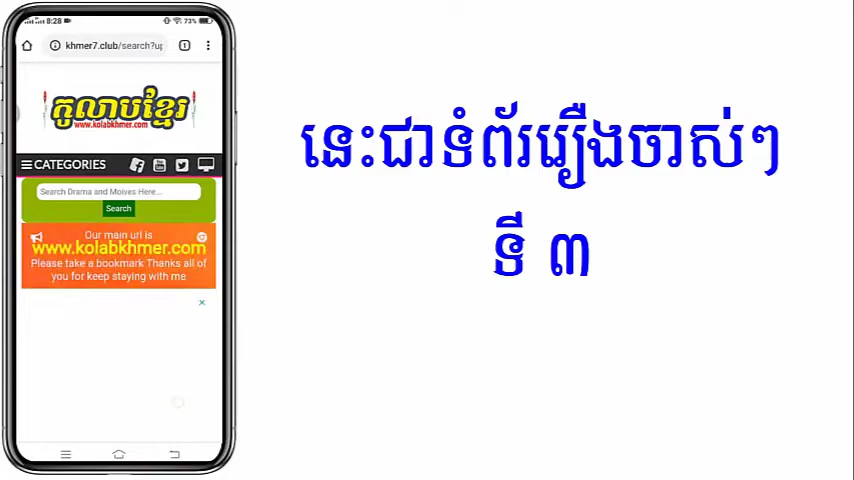 8:28
73%
khmer7.club/search?up
1
កូលាបខ្មែរ
www.kolabkhmer.com
CATEGORIES
Search Drama and Moives Here...
Search
Our main url is
www.kolabkhmer.com
Please take a bookmark Thanks all of
you for keep staying with me
នេះជាទំព័ររឿងចាស់ៗ
ទី ៣